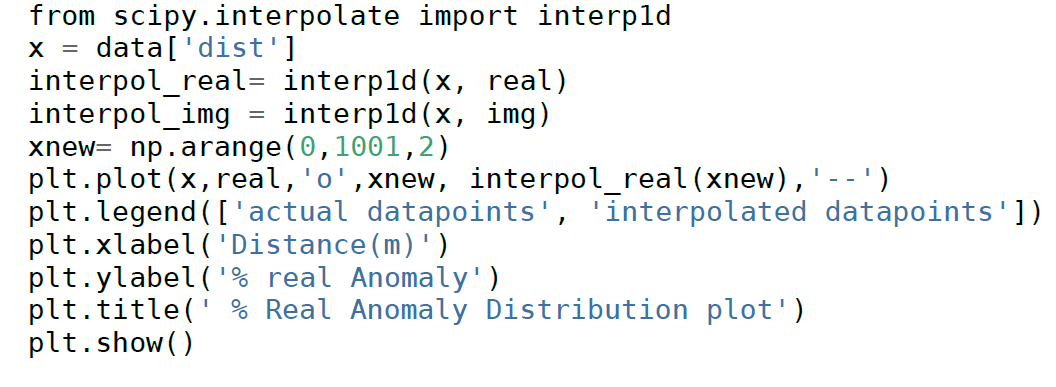 from scipy.interpolate import interp1d
x = data['dist']
interpol_real= interp1d(x, real)
interpol_img = interp1d(x, img)
xnew= np.arange(0,1001,2)
plt.plot(x,real,'o',xnew, interpol_real(xnew),'--')
plt.legend(['actual datapoints', 'interpolated datapoints'])
plt.xlabel('Distance(m)')
plt.ylabel('% real Anomaly')
plt.title(' % Real Anomaly Distribution plot')
plt.show()